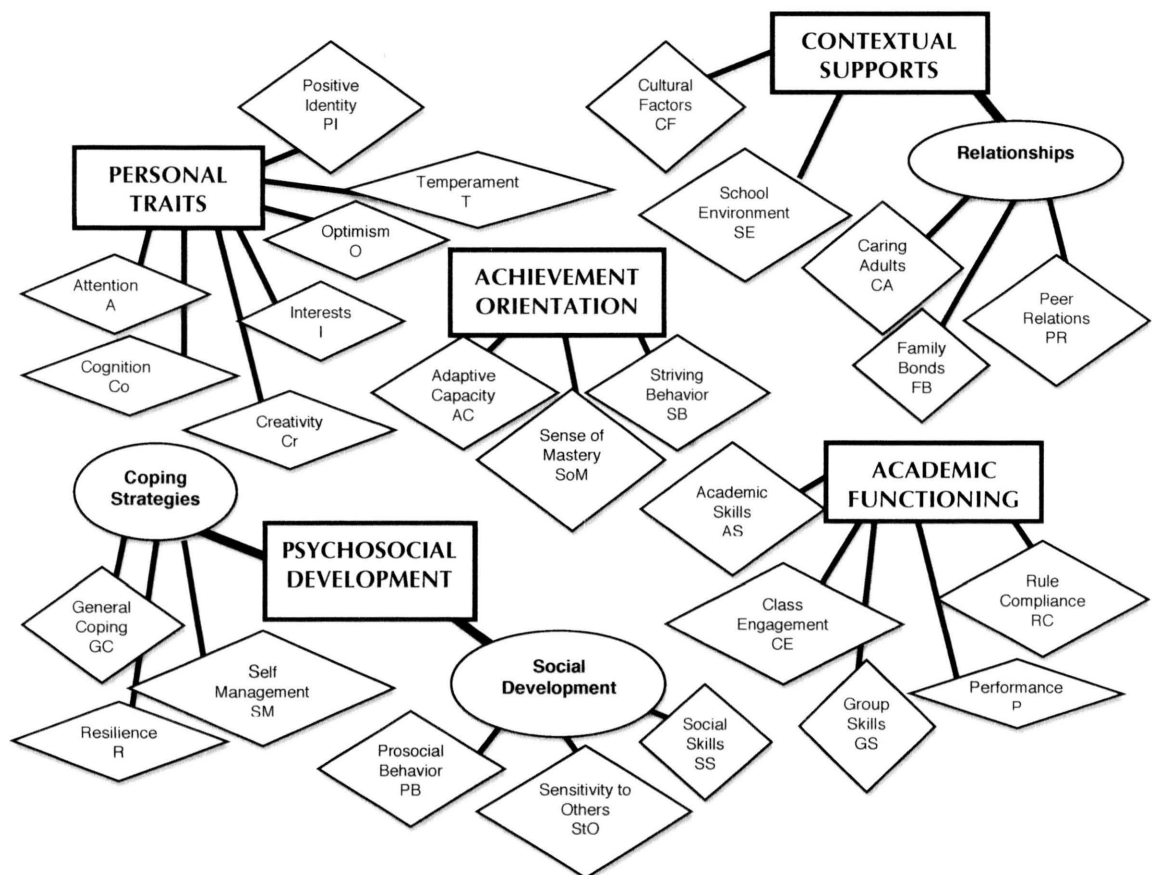 CONTEXTUAL
SUPPORTS
Positive
Identity
PI
Cultural
Factors
CF
Relationships
PERSONAL
TRAITS
Temperament
T
School
Environment
SE
Optimism
O
Caring
Adults
CA
ACHIEVEMENT
ORIENTATION
Attention
A
Interests
I
Peer
Relations
PR
Family
Bonds
FB
Cognition
Co
Adaptive
Capacity
AC
Striving
Behavior
SB
Creativity
Cr
Sense of
Mastery
SoM
Coping
Strategies
ACADEMIC
FUNCTIONING
Academic
Skills
AS
PSYCHOSOCIAL
DEVELOPMENT
General
Coping
GC
Class
Engagement
CE
Rule
Compliance
RC
Self
Management
SM
Social
Development
Performance
P
Group
Skills
GS
Social
Skills
SS
Resilience
R
Prosocial
Behavior
PB
Sensitivity to
Others
StO